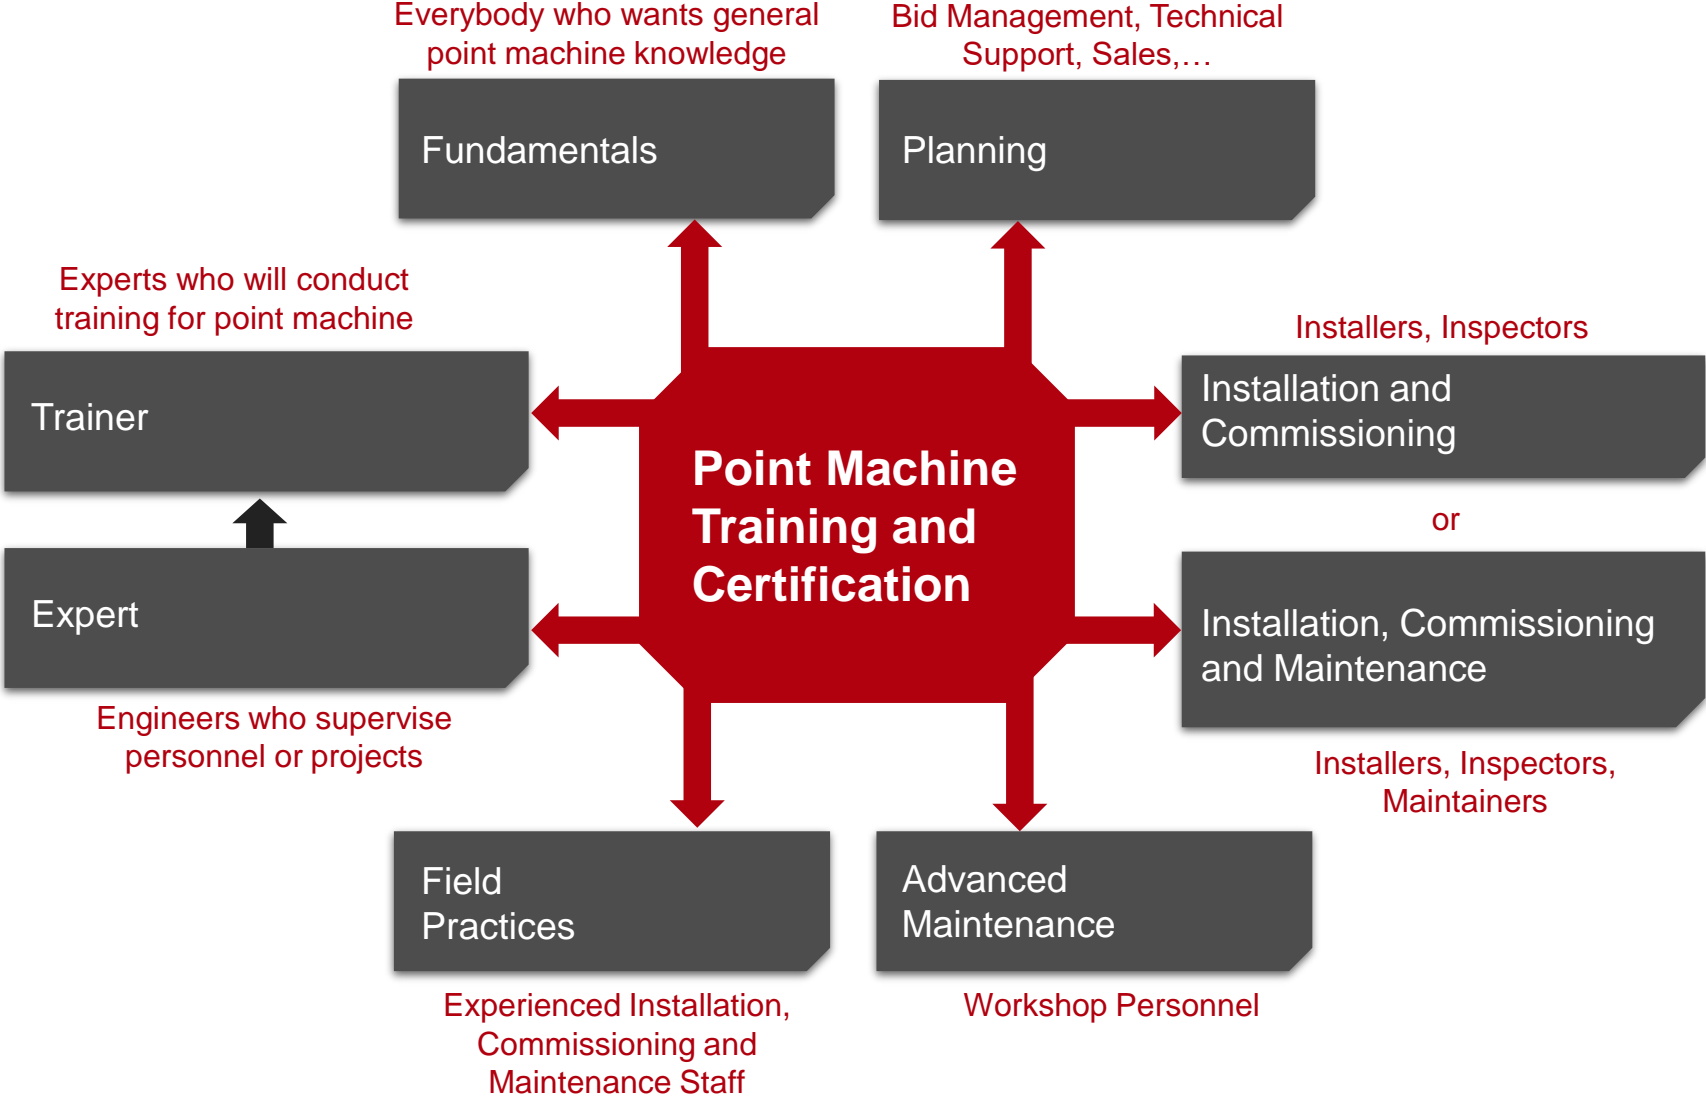 Everybody who wants general
point machine knowledge
Fundamentals
Bid Management, Technical
Support, Sales,…
Planning
Experts who will conduct
training for point machine
Trainer
Installers, Inspectors
Installation and
Commissioning
or
Point Machine
Training and
Certification
Expert
Engineers who supervise
personnel or projects
Installation, Commissioning
and Maintenance
Installers, Inspectors,
Maintainers
Field
Practices
Experienced Installation,
Commissioning and
Maintenance Staff
Advanced
Maintenance
Workshop Personnel